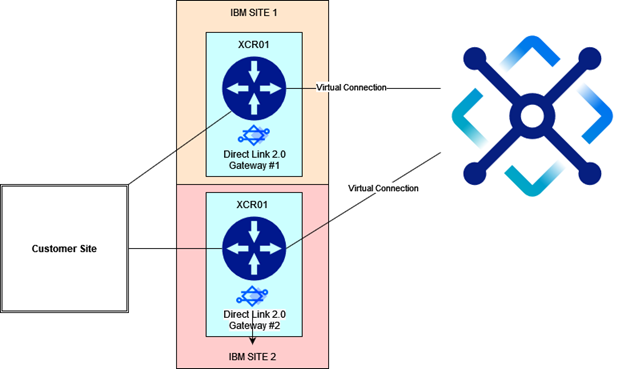 IBM SITE 1
XCR01
Direct Link 2.0
Gateway #1
Virtual Connection
XCR01
Virtual Connection
Customer Site
Direct Link 2.0
Gateway #2
IBM SITE 2